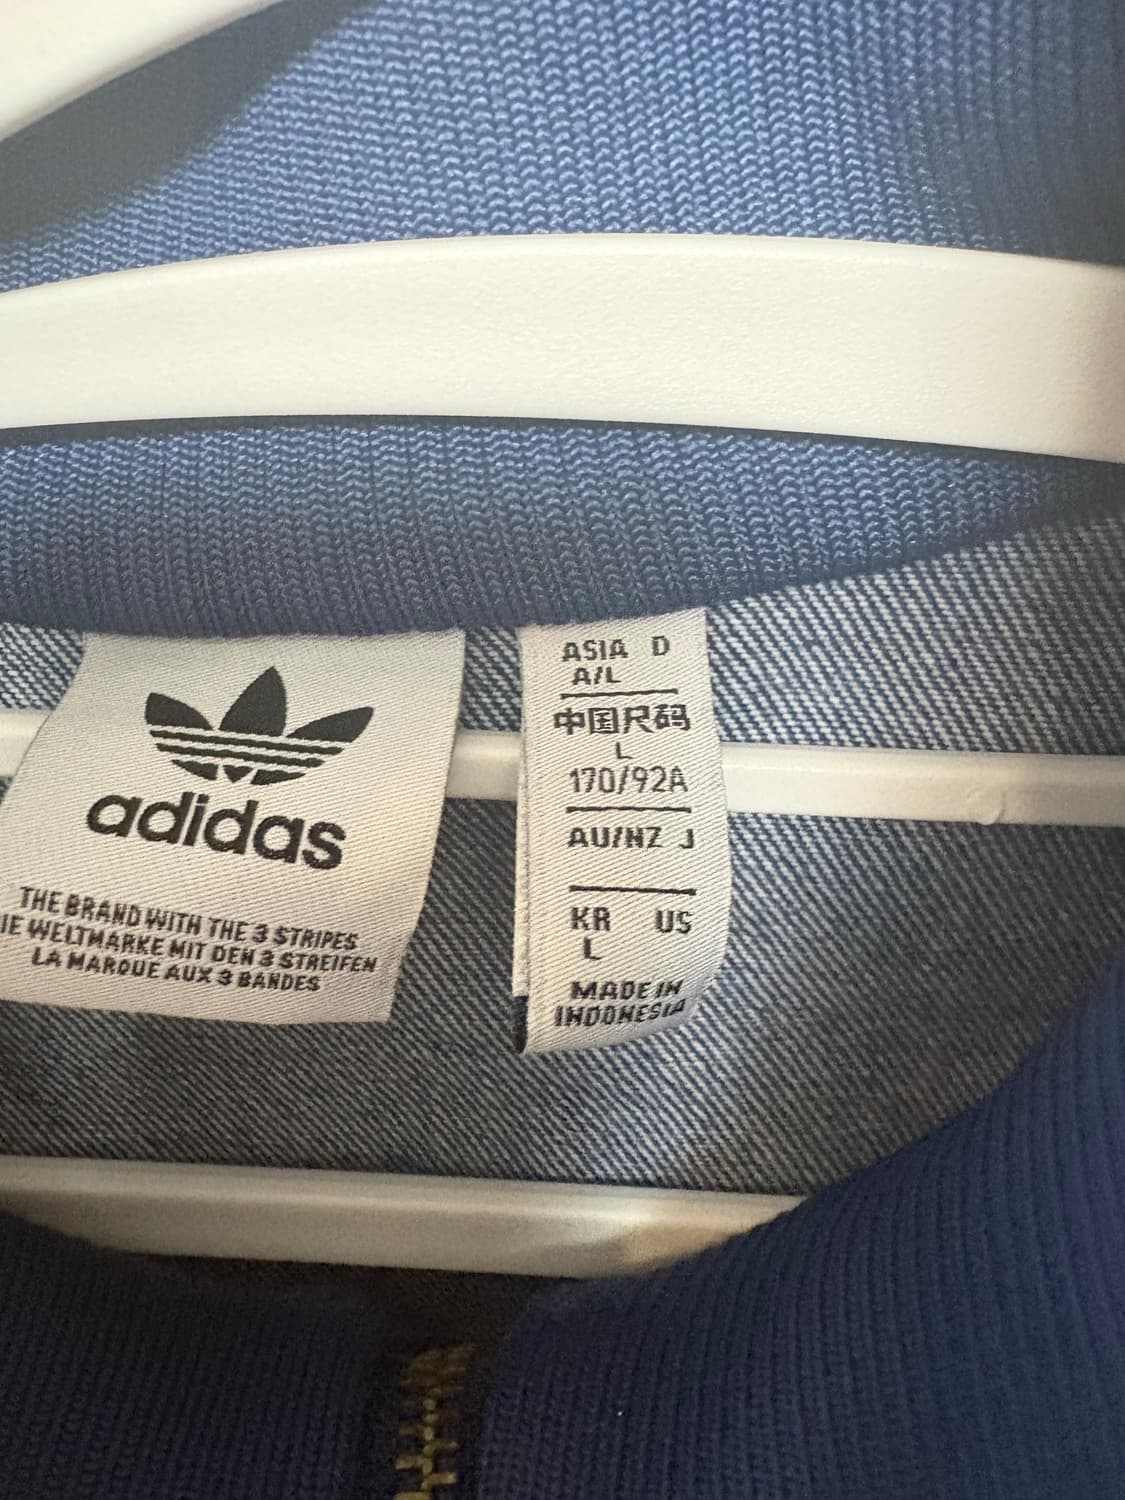 adidas
THE BRAND WITH THE 3 STRIPES
IE WELTMARKE MIT DEN 3 STREIFEN
LA MARQUE AUX 3 BANDES
ASIA D
A/L
中国尺码
L
170/92A
AU/NZ J
KR US
L
MADE IN
INDONESIA